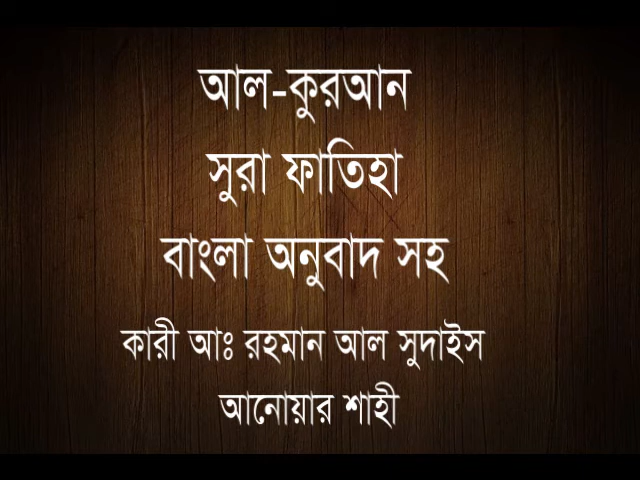 আল-কুরআন
সুরা ফাতিহা
বাংলা অনুবাদ সহ
কারী আঃ রহমান আল সুদাইস
আনোয়ার শাহী